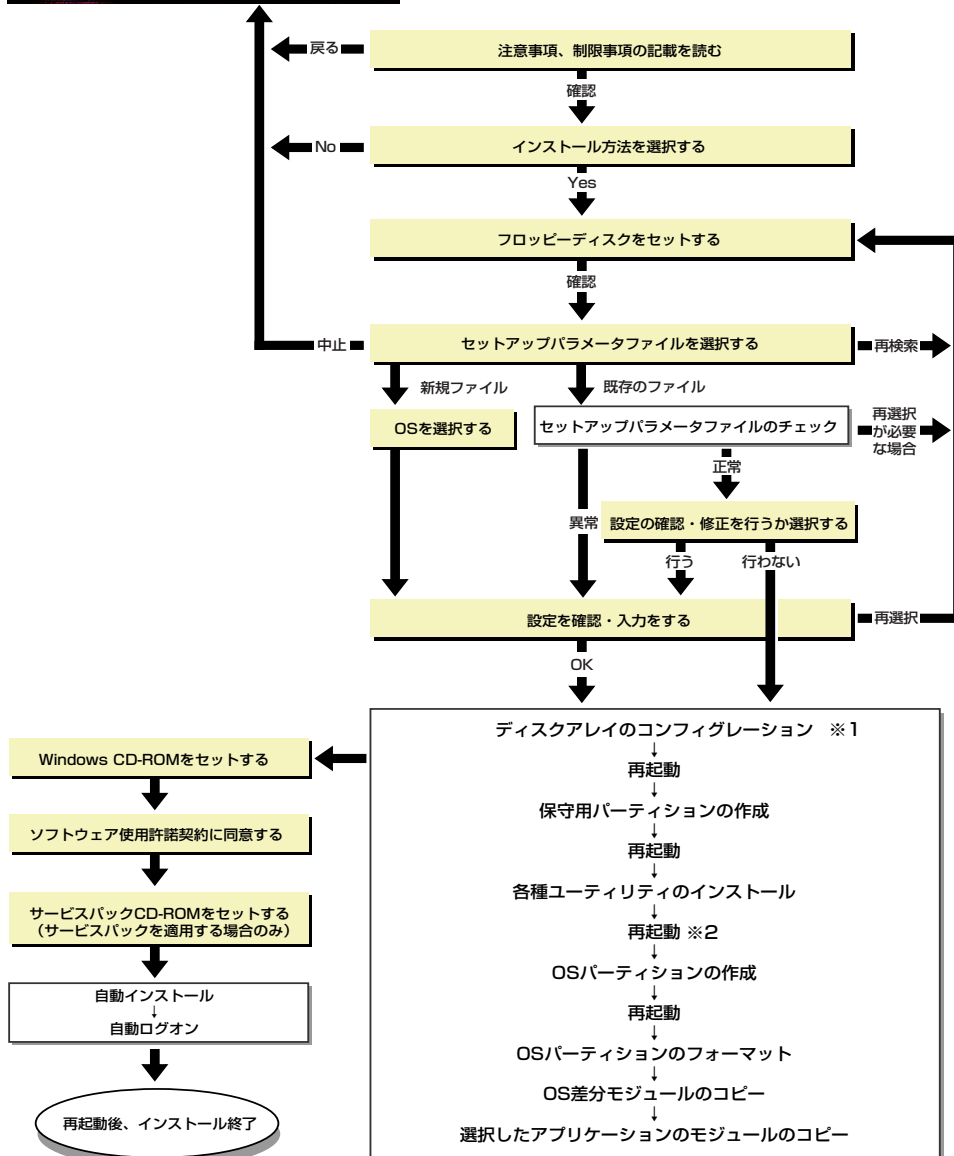 戻る
注意事項、制限事項の記載を読む
確認
No
インストール方法を選択する
Yes
フロッピーディスクをセットする
確認
中止
セットアップパラメータファイルを選択する
再検索
新規ファイル
既存のファイル
OSを選択する
セットアップパラメータファイルのチェック
再選択
が必要
な場合
正常
異常
設定の確認・修正を行うか選択する
行う
行わない
設定を確認・入力をする
再選択
OK
ディスクアレイのコンフィグレーション ※1
↓
再起動
↓
保守用パーティションの作成
↓
再起動
↓
各種ユーティリティのインストール
↓
再起動 ※2
↓
OSパーティションの作成
↓
再起動
↓
OSパーティションのフォーマット
↓
OS差分モジュールのコピー
↓
選択したアプリケーションのモジュールのコピー
Windows CD-ROMをセットする
ソフトウェア使用許諾契約に同意する
サービスパックCD-ROMをセットする
（サービスパックを適用する場合のみ）
自動インストール
↓
自動ログオン
再起動後、インストール終了